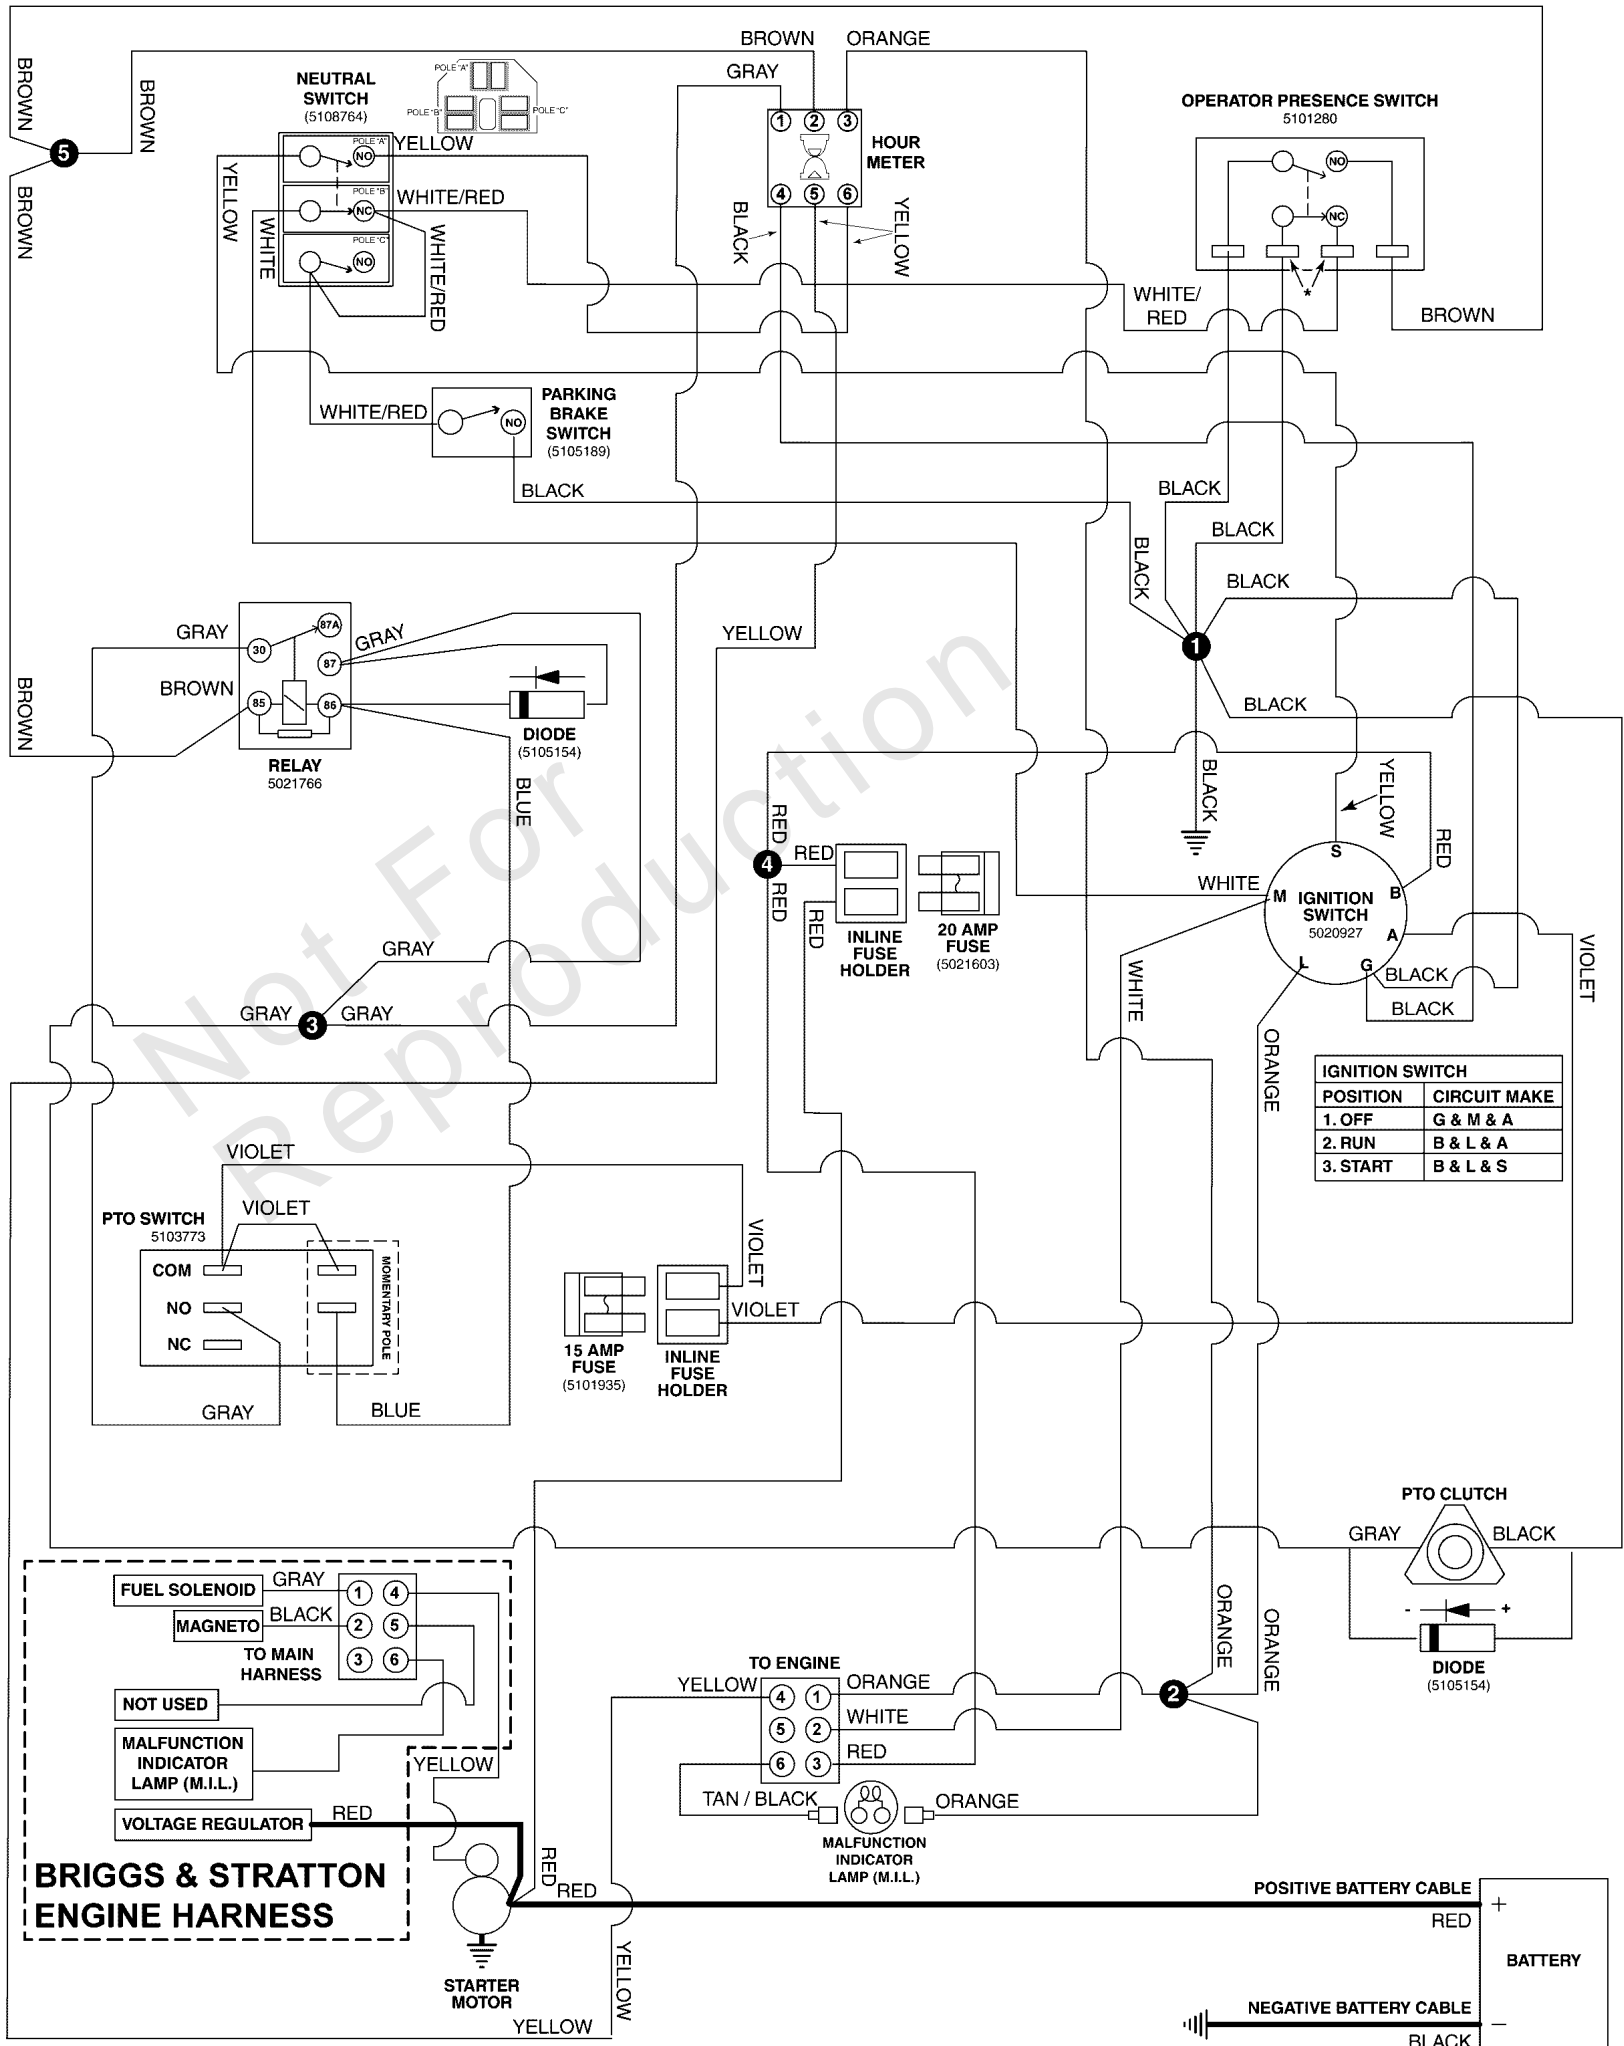 BROWN
ORANGE
GRAY
BROWN
BROWN
5
BROWN
NEUTRAL
SWITCH
(5108764)
POLE "A"
POLE "B"
POLE "C"
POLE "A"
NO
POLE "B"
NC
POLE "C"
NO
YELLOW
WHITE/RED
YELLOW
WHITE
WHITE/RED
1 2 3
4 5 6
HOUR
METER
BLACK
YELLOW
OPERATOR PRESENCE SWITCH
5101280
NO
NC
*
WHITE/
RED
BROWN
WHITE/RED
NO
PARKING
BRAKE
SWITCH
(5105189)
BLACK
BLACK
BLACK
BLACK
BLACK
1
BLACK
BLACK
GRAY
87A
30
87
GRAY
BROWN
85
86
RELAY
5021766
BROWN
DIODE
(5105154)
BLUE
YELLOW
Not For
Reproduction
RED
4
RED
RED
RED
INLINE
FUSE
HOLDER
20 AMP
FUSE
(5021603)
YELLOW
RED
WHITE
S
M
B
IGNITION
SWITCH
5020927
A
L
G
BLACK
BLACK
VIOLET
WHITE
ORANGE
GRAY
GRAY
3
GRAY
IGNITION SWITCH
POSITION CIRCUIT MAKE
1. OFF G & M & A
2. RUN B & L & A
3. START B & L & S
VIOLET
VIOLET
PTO SWITCH
5103773
COM
NO
NC
MOMENTARY POLE
GRAY
BLUE
VIOLET
VIOLET
15 AMP
FUSE
(5101935)
INLINE
FUSE
HOLDER
PTO CLUTCH
GRAY
BLACK
- +
DIODE
(5105154)
ORANGE
ORANGE
2
FUEL SOLENOID
GRAY
1 4
MAGNETO
BLACK
2 5
TO MAIN
HARNESS
3 6
NOT USED
MALFUNCTION
INDICATOR
LAMP (M.I.L.)
YELLOW
VOLTAGE REGULATOR
RED
BRIGGS & STRATTON
ENGINE HARNESS
TO ENGINE
YELLOW
4 1
ORANGE
5 2
WHITE
6 3
RED
TAN / BLACK
ORANGE
MALFUNCTION
INDICATOR
LAMP (M.I.L.)
RED
RED
STARTER
MOTOR
YELLOW
YELLOW
POSITIVE BATTERY CABLE
RED
+
BATTERY
NEGATIVE BATTERY CABLE
−
BLACK